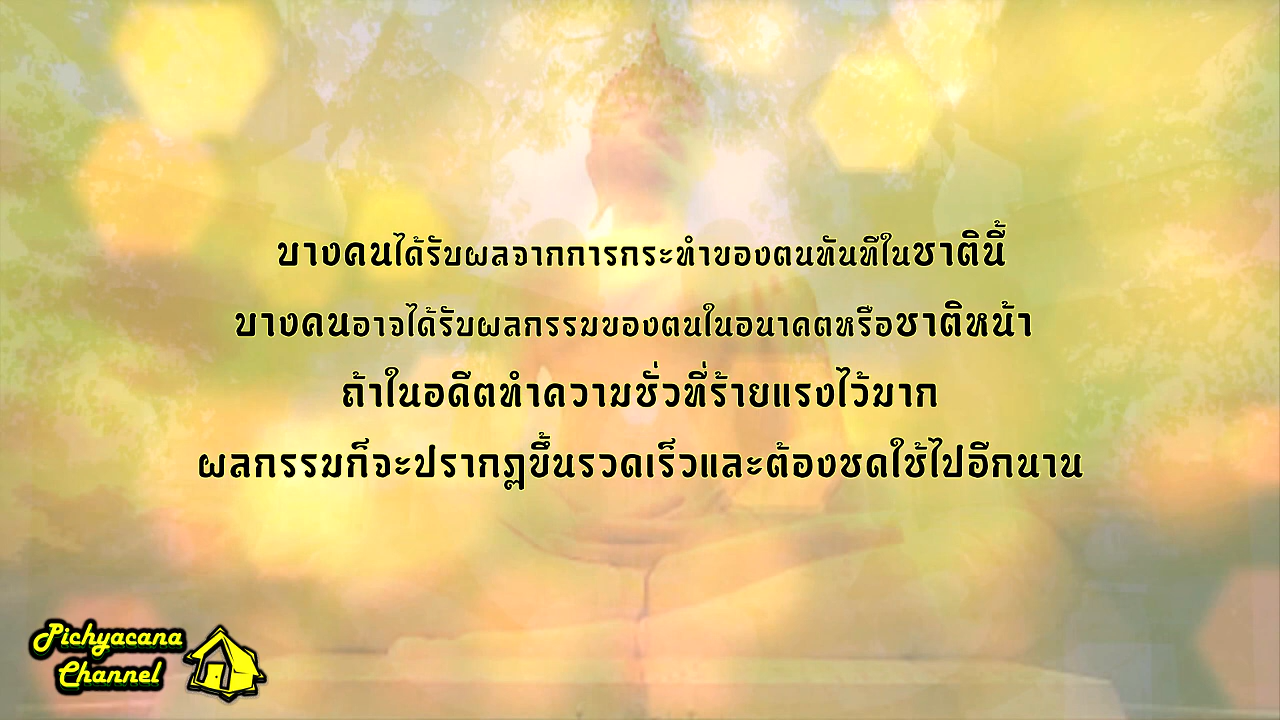 บางคนได้รับผลจากการกระทำของตนทันทีในชาตินี้
บางคนอาจได้รับผลกรรมของตนในอนาคตหรือชาติหน้า
ถ้าในอดีตทำความชั่วที่ร้ายแรงไว้มาก
ผลกรรมก็จะปรากฏขึ้นรวดเร็วและต้องชดใช้ไปอีกนาน
Pichyacana
Channel